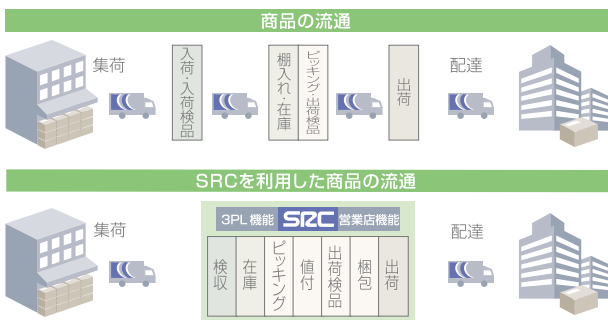 商品の流通
集荷
入荷・入荷検品
棚入れ・在庫
ピッキング・出荷検品
出荷
配達
SRCを利用した商品の流通
集荷
3PL機能 SRC 営業店機能
検収
在庫
ピッキング
値付
出荷検品
梱包
出荷
配達